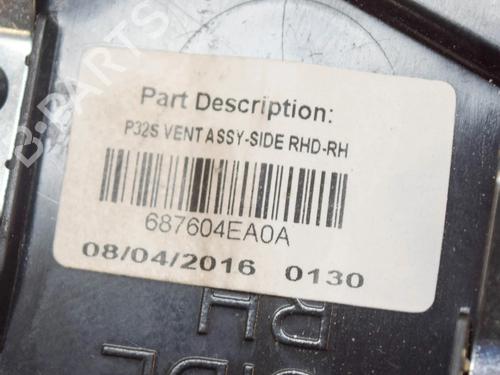 B-PARTS
Part Description:
P32S VENT ASSY-SIDE RHD-RH
687604EA0A
08/04/2016 0130
RH